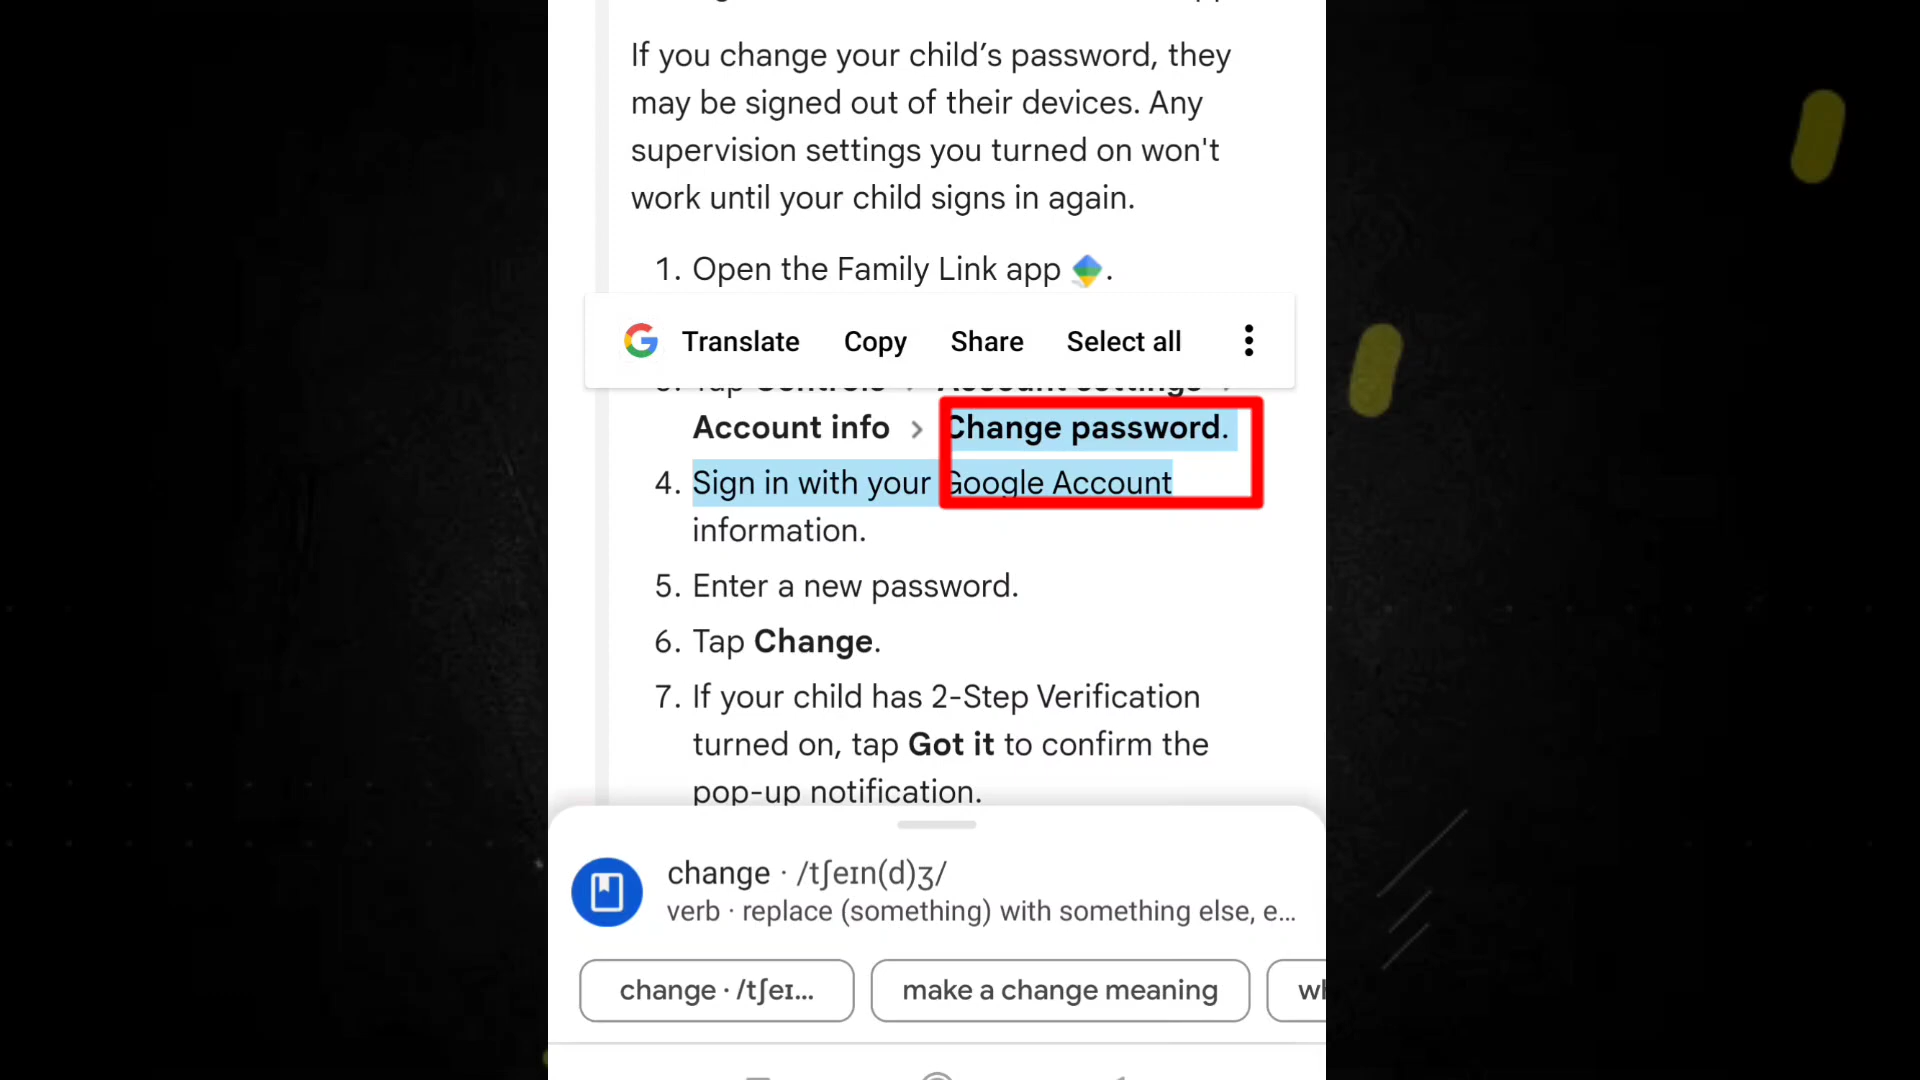 If you change your child’s password, they
may be signed out of their devices. Any
supervision settings you turned on won't
work until your child signs in again.
1. Open the Family Link app .
Translate Copy Share Select all
Account info > Change password.
4. Sign in with your Google Account
information.
5. Enter a new password.
6. Tap Change.
7. If your child has 2-Step Verification
turned on, tap Got it to confirm the
pop-up notification.
change · /tʃeɪn(d)ʒ/
verb · replace (something) with something else, e...
change · /tʃeɪ...
make a change meaning